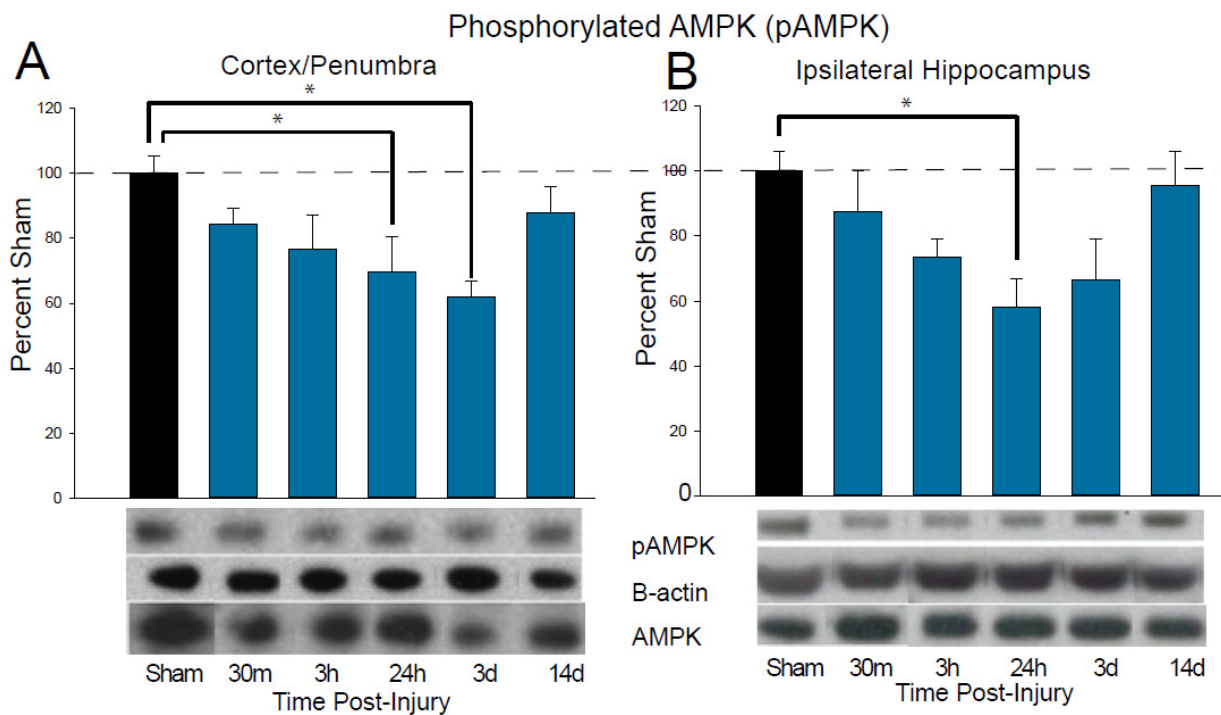 Phosphorylated AMPK (pAMPK)
A
Cortex/Penumbra
B
Ipsilateral Hippocampus
Percent Sham
120
100
80
60
40
20
0
*
*
Percent Sham
120
100
80
60
40
20
0
*
pAMPK
B-actin
AMPK
Sham 30m 3h 24h 3d 14d
Time Post-Injury
Sham 30m 3h 24h 3d 14d
Time Post-Injury